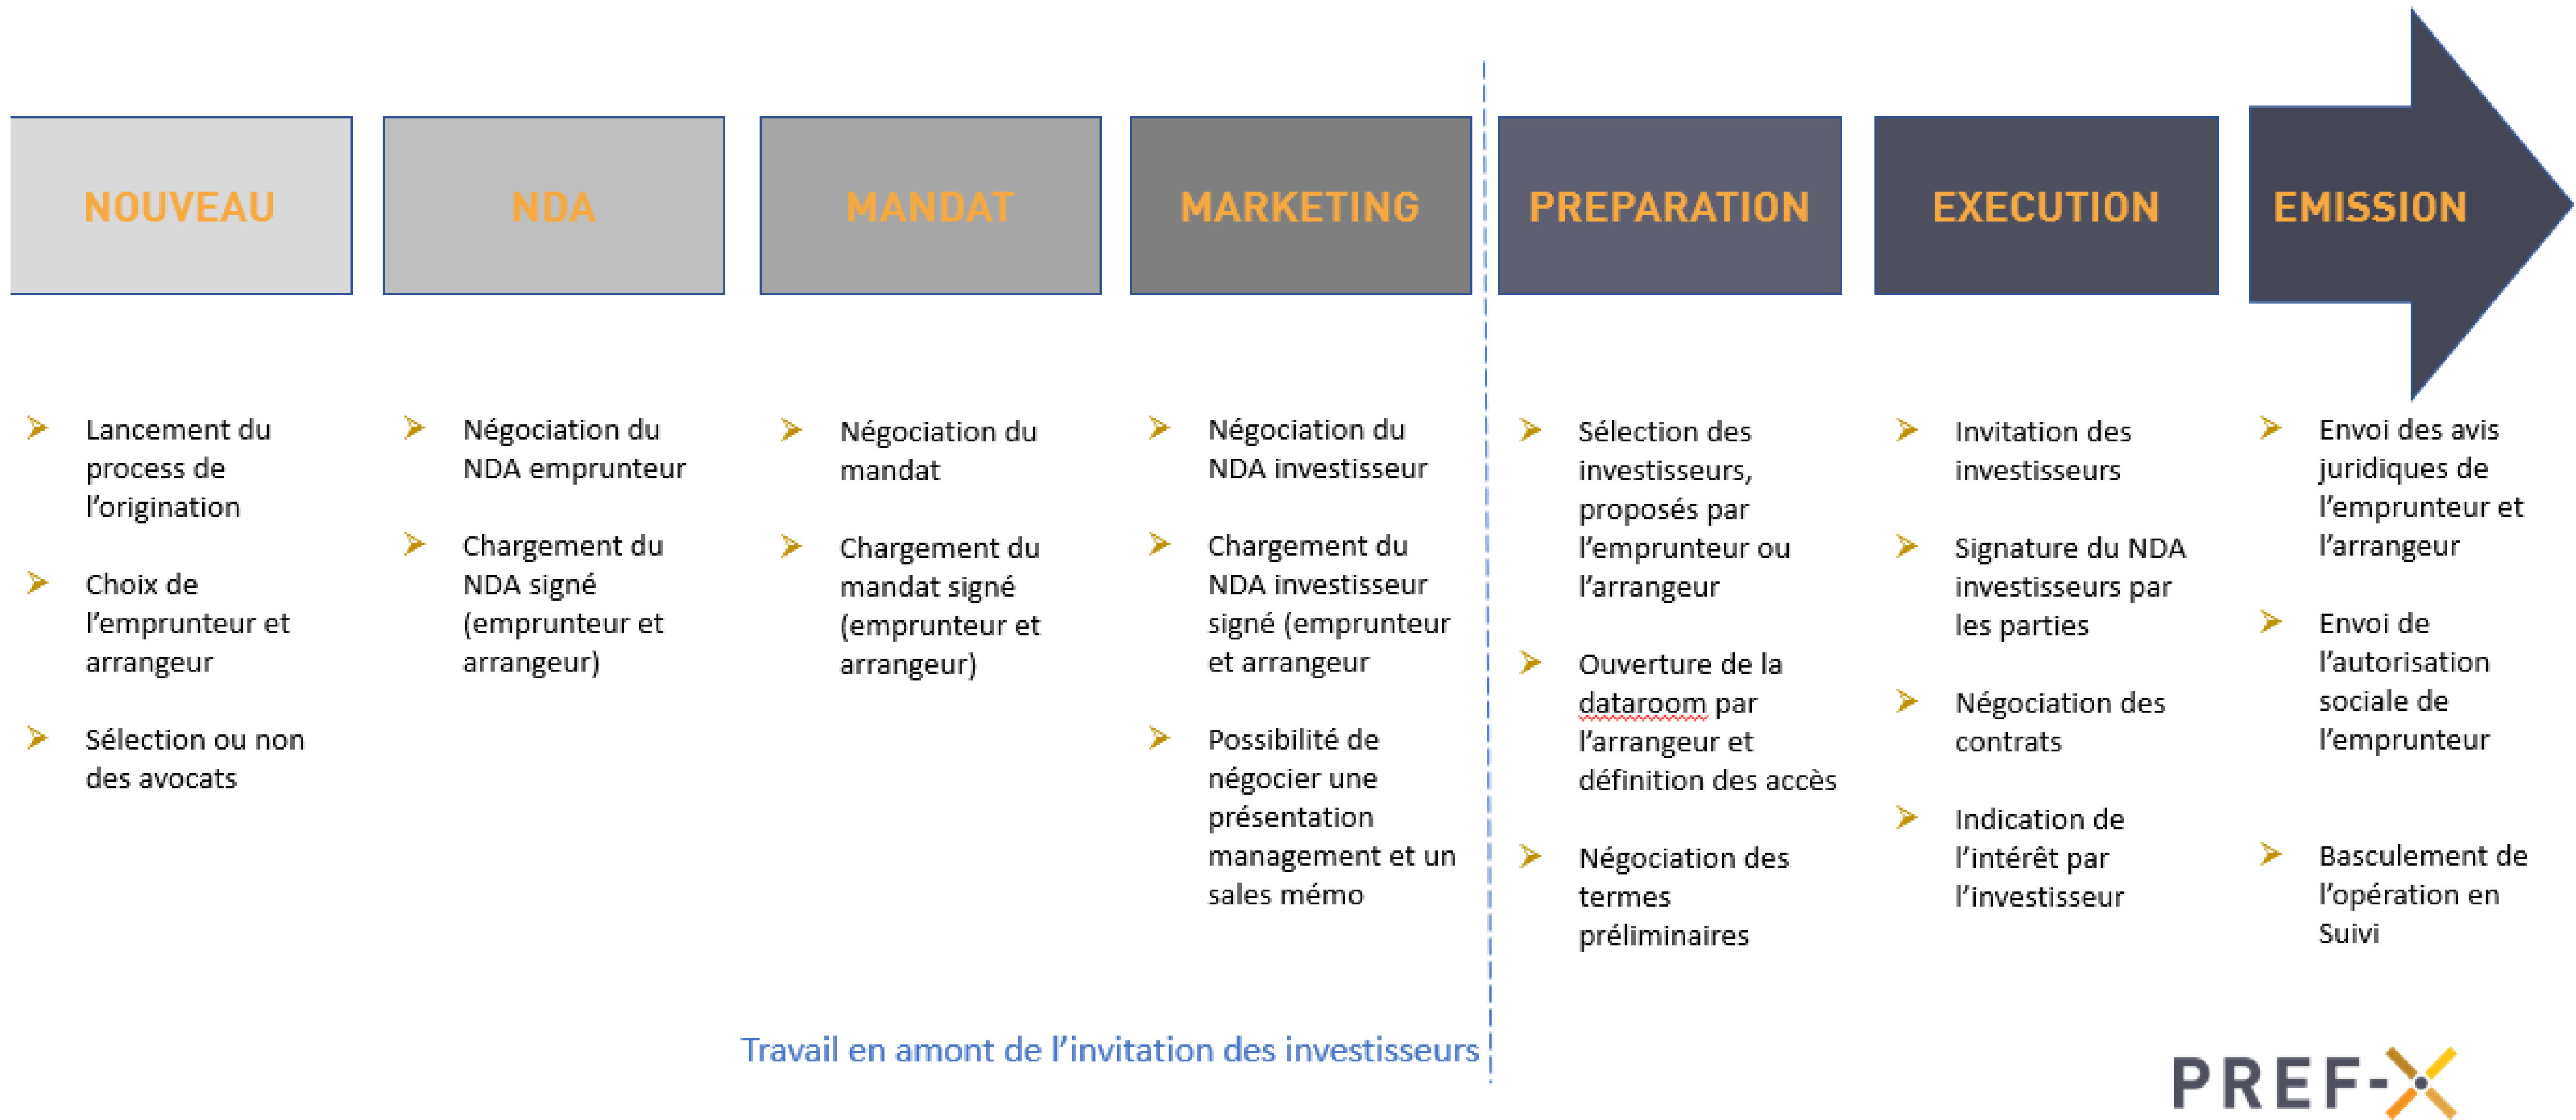 NOUVEAU
NDA
MANDAT
MARKETING
PREPARATION
EXECUTION
EMISSION
Lancement du
process de
l’origination
Choix de
l’emprunteur et
arrangeur
Sélection ou non
des avocats
Négociation du
NDA emprunteur
Chargement du
NDA signé
(emprunteur et
arrangeur)
Négociation du
mandat
Chargement du
mandat signé
(emprunteur et
arrangeur)
Négociation du
NDA investisseur
Chargement du
NDA investisseur
signé (emprunteur
et arrangeur
Possibilité de
négocier une
présentation
management et un
sales mémo
Sélection des
investisseurs,
proposés par
l’emprunteur ou
l’arrangeur
Ouverture de la
dataroom par
l’arrangeur et
définition des accès
Négociation des
termes
préliminaires
Invitation des
investisseurs
Signature du NDA
investisseurs par
les parties
Négociation des
contrats
Indication de
l’intérêt par
l’investisseur
Envoi des avis
juridiques de
l’emprunteur et
l’arrangeur
Envoi de
l’autorisation
sociale de
l’emprunteur
Basculement de
l’opération en
Suivi
Travail en amont de l’invitation des investisseurs
PREF-X